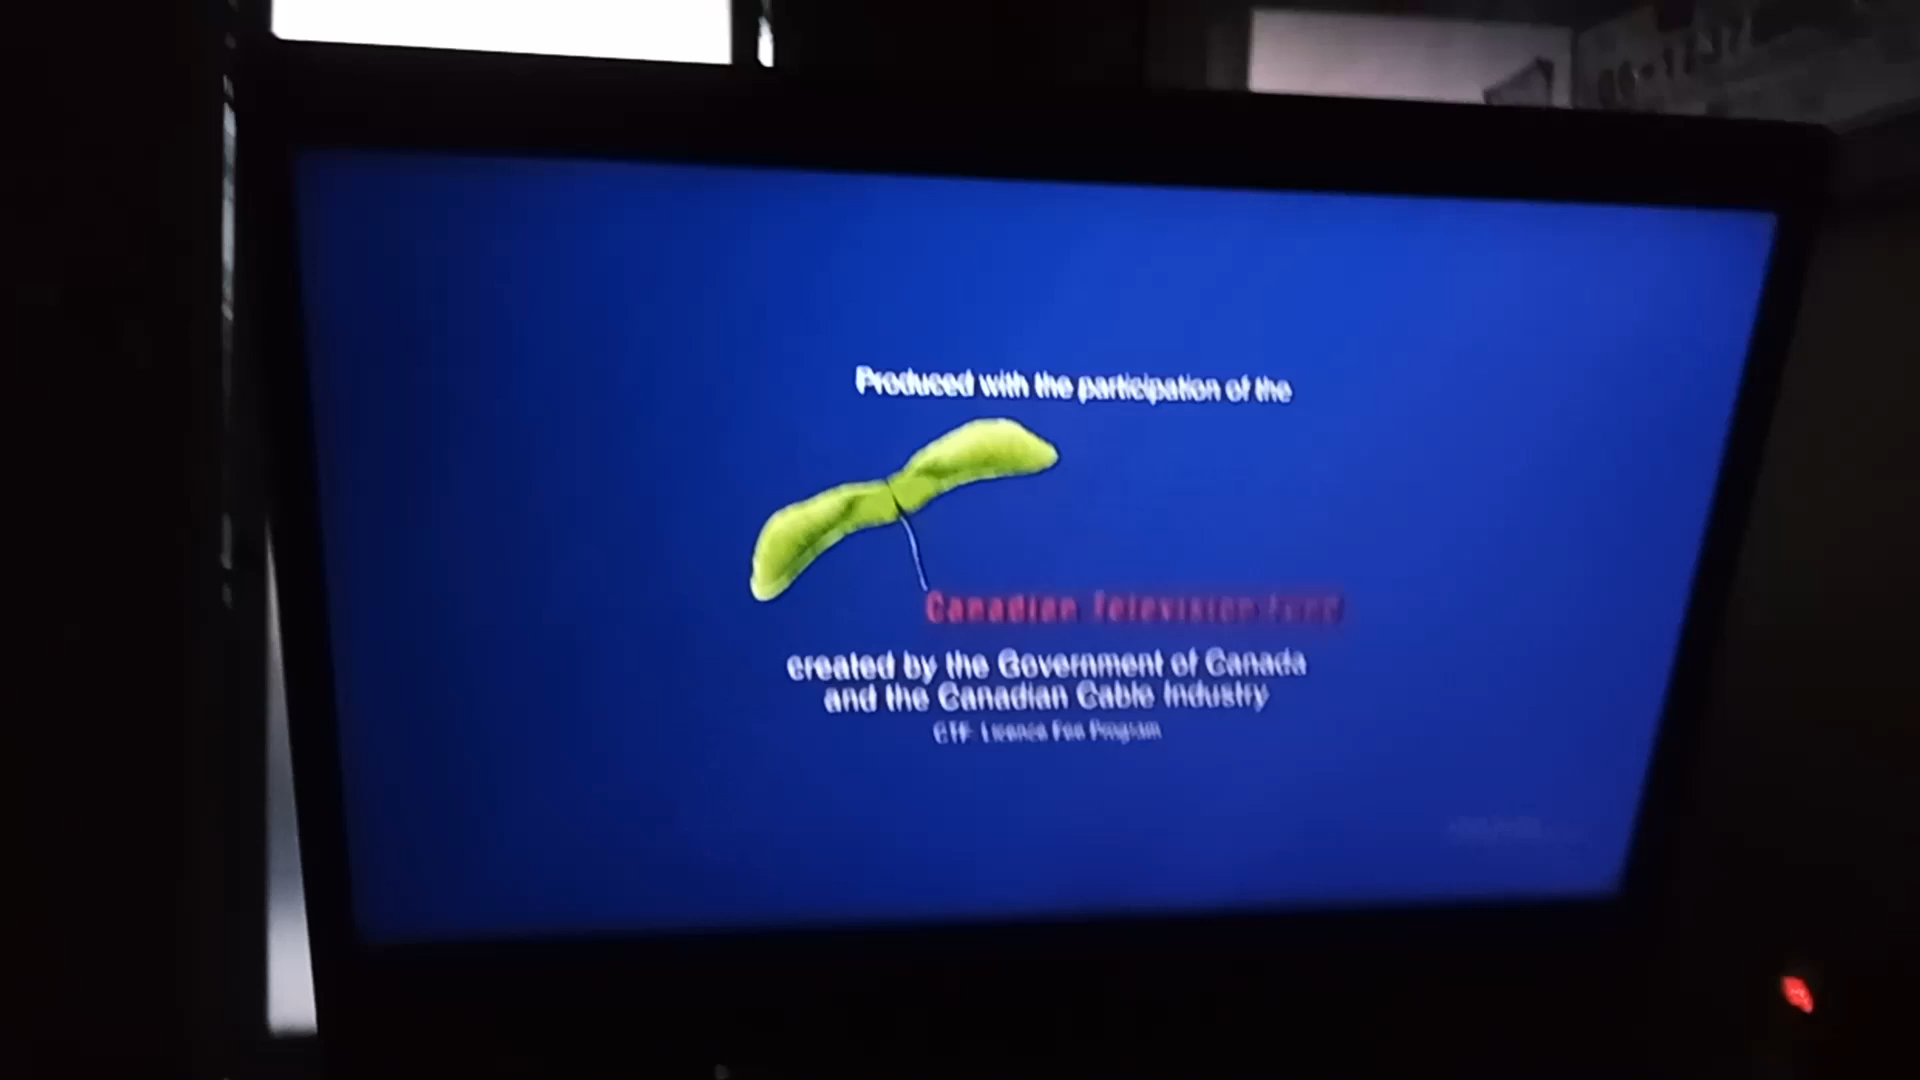 Produced with the participation of the
Canadian Television Fund
created by the Government of Canada
and the Canadian Cable Industry
CTF: Licence Fee Program